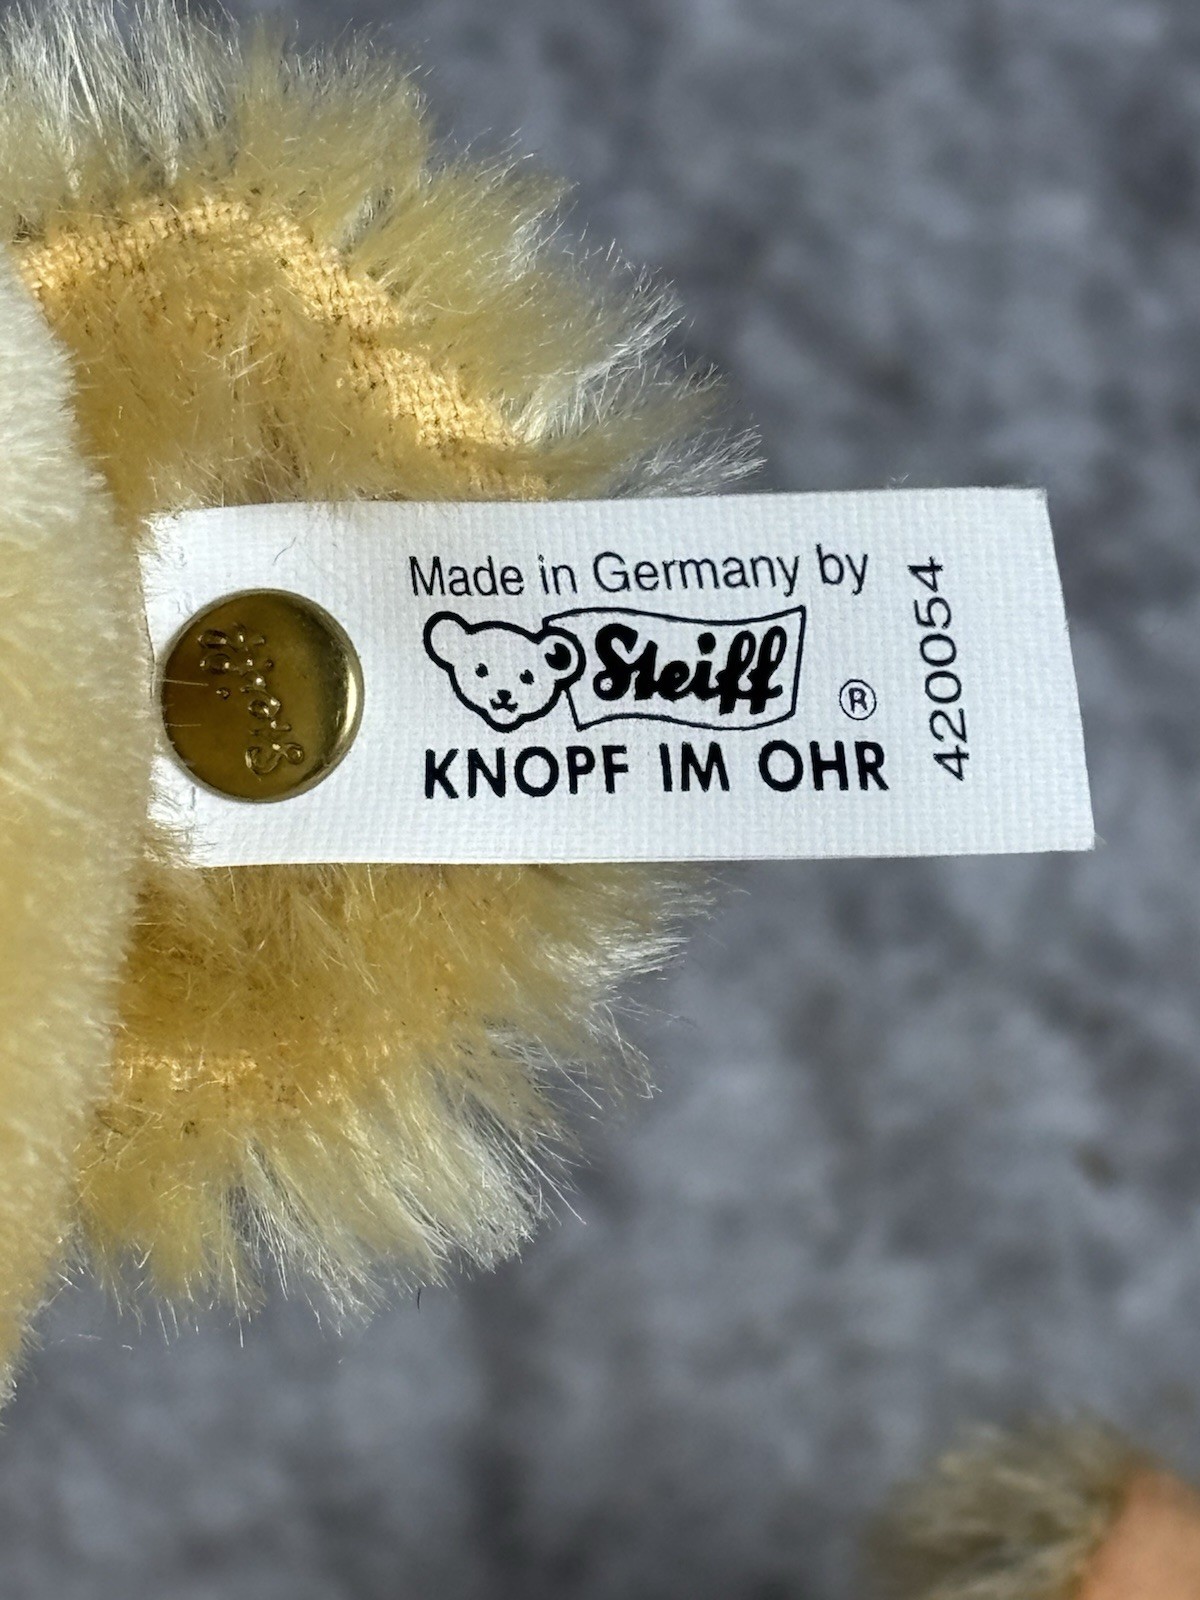 Made in Germany by
Steiff
®
KNOPF IM OHR
420054
Steiff